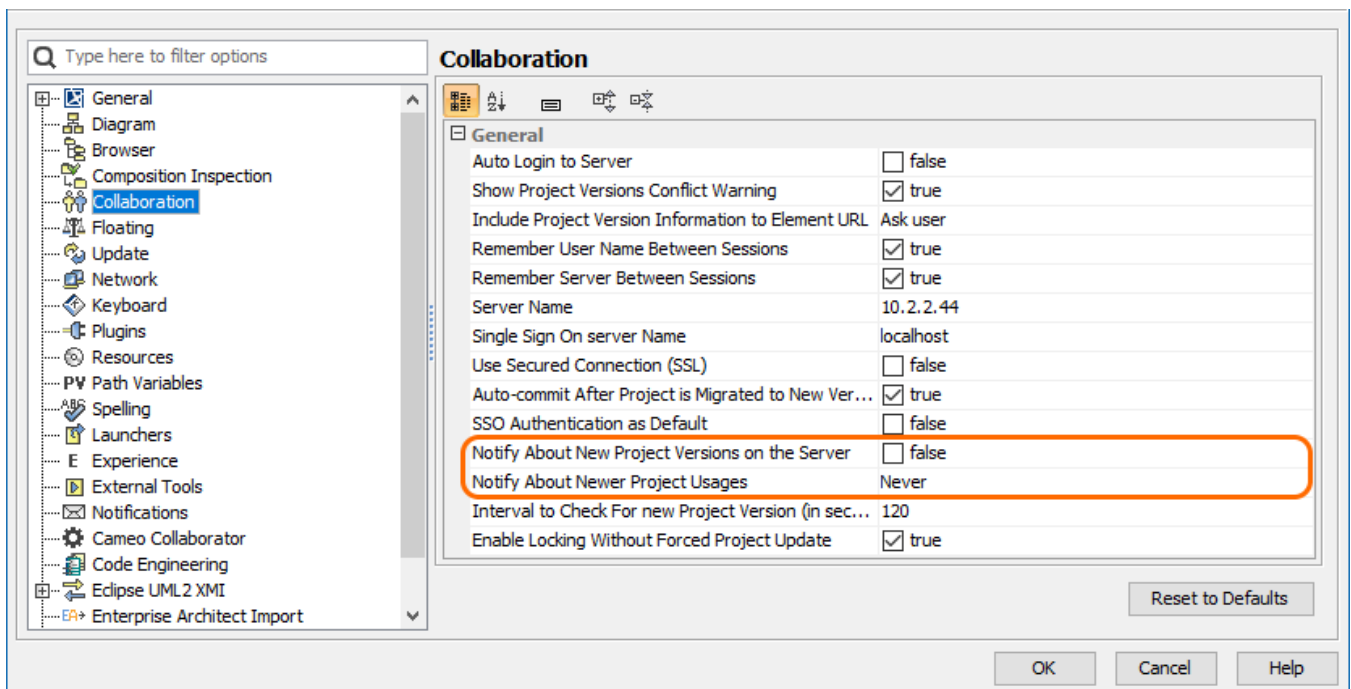 Type here to filter options
General
Diagram
Browser
Composition Inspection
Collaboration
Floating
Update
Network
Keyboard
Plugins
Resources
PV Path Variables
ABC Spelling
Launchers
E Experience
External Tools
Notifications
Cameo Collaborator
Code Engineering
Eclipse UML2 XMI
EA Enterprise Architect Import
Collaboration
General
Auto Login to Server false
Show Project Versions Conflict Warning true
Include Project Version Information to Element URL Ask user
Remember User Name Between Sessions true
Remember Server Between Sessions true
Server Name 10.2.2.44
Single Sign On server Name localhost
Use Secured Connection (SSL) false
Auto-commit After Project is Migrated to New Ver... true
SSO Authentication as Default false
Notify About New Project Versions on the Server false
Notify About Newer Project Usages Never
Interval to Check For new Project Version (in sec... 120
Enable Locking Without Forced Project Update true
Reset to Defaults
OK Cancel Help